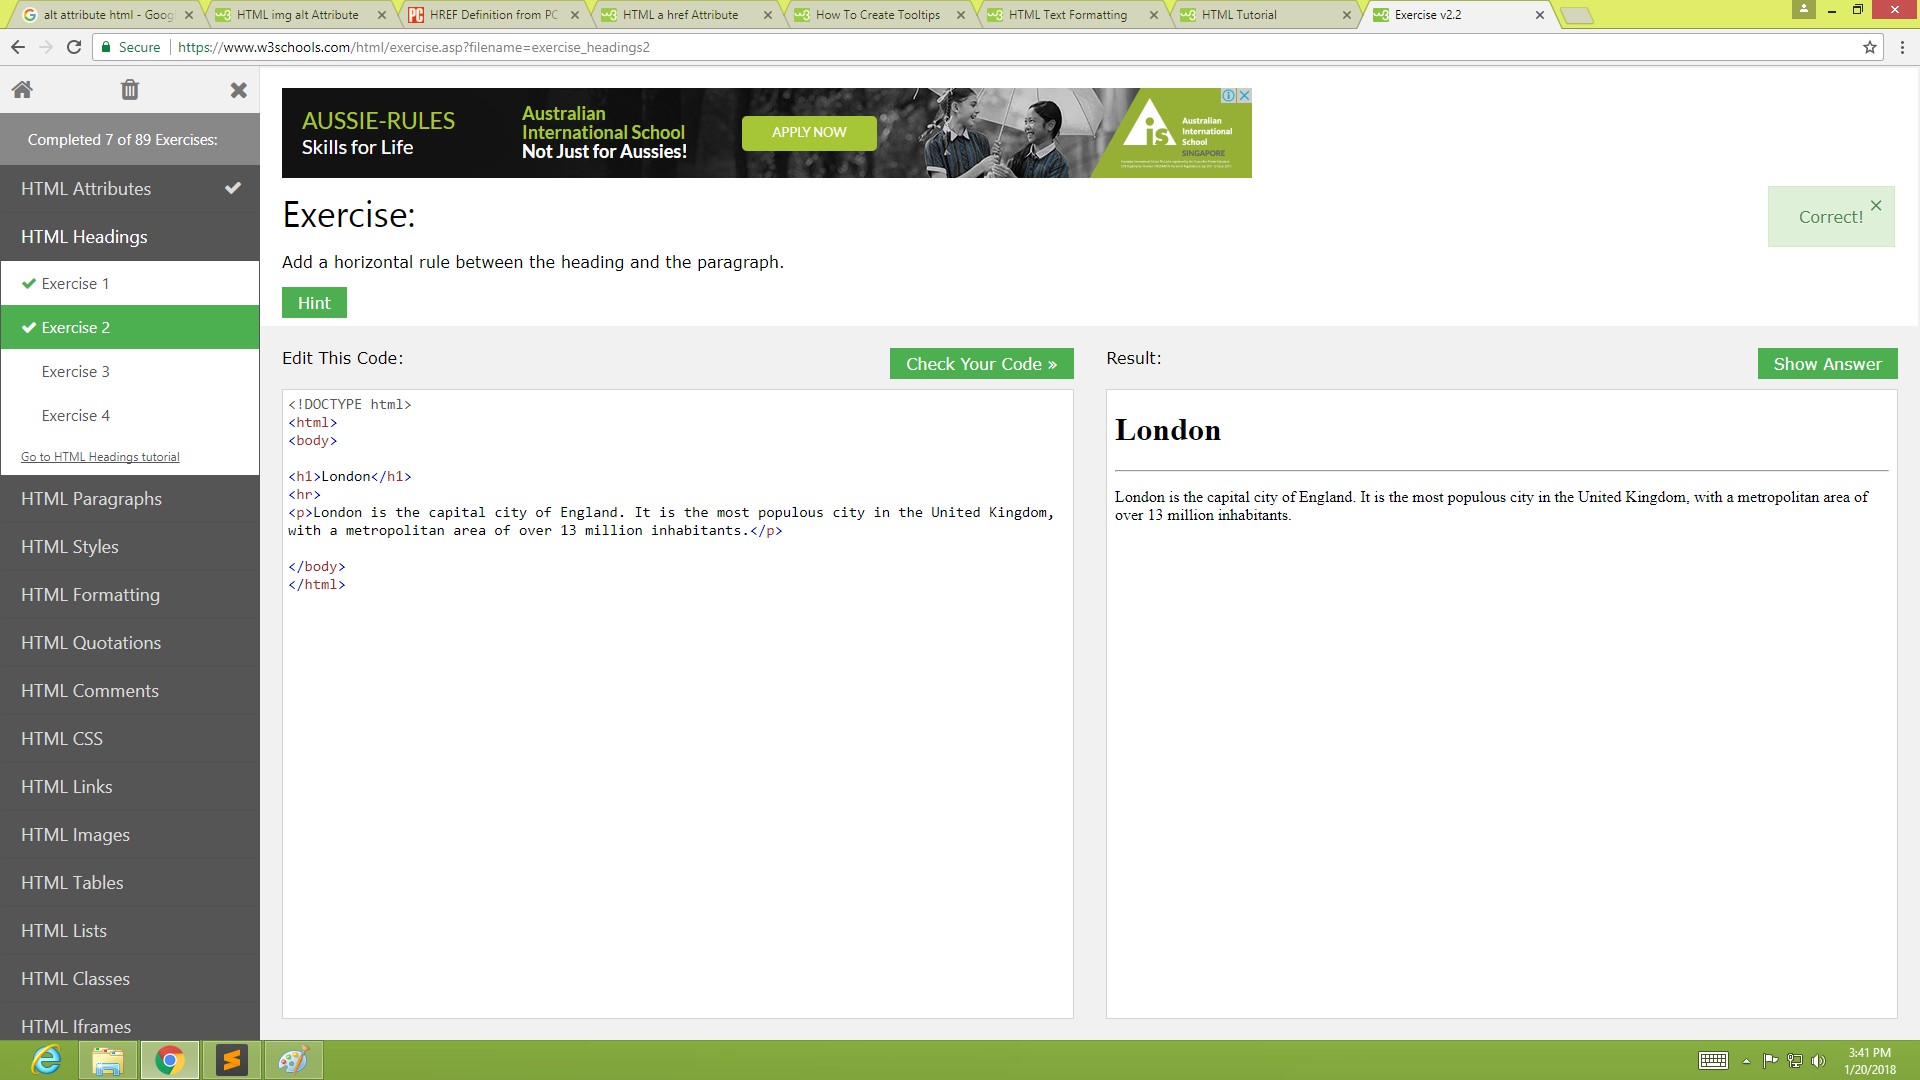 alt attribute html - Goog
HTML img alt Attribute
HREF Definition from PC
HTML a href Attribute
How To Create Tooltips
HTML Text Formatting
HTML Tutorial
Exercise v2.2
Secure
https://www.w3schools.com/html/exercise.asp?filename=exercise_headings2
Completed 7 of 89 Exercises:
HTML Attributes
HTML Headings
Exercise 1
Exercise 2
Exercise 3
Exercise 4
Go to HTML Headings tutorial
HTML Paragraphs
HTML Styles
HTML Formatting
HTML Quotations
HTML Comments
HTML CSS
HTML Links
HTML Images
HTML Tables
HTML Lists
HTML Classes
HTML Iframes
AUSSIE-RULES
Skills for Life
Australian
International School
Not Just for Aussies!
APPLY NOW
ais
Australian
International
School
SINGAPORE
Exercise:
Add a horizontal rule between the heading and the paragraph.
Hint
Correct!
Edit This Code:
Check Your Code »
<!DOCTYPE html>
<html>
<body>
<h1>London</h1>
<hr>
<p>London is the capital city of England. It is the most populous city in the United Kingdom,
with a metropolitan area of over 13 million inhabitants.</p>
</body>
</html>
Result:
Show Answer
London
London is the capital city of England. It is the most populous city in the United Kingdom, with a metropolitan area of
over 13 million inhabitants.
3:41 PM
1/20/2018